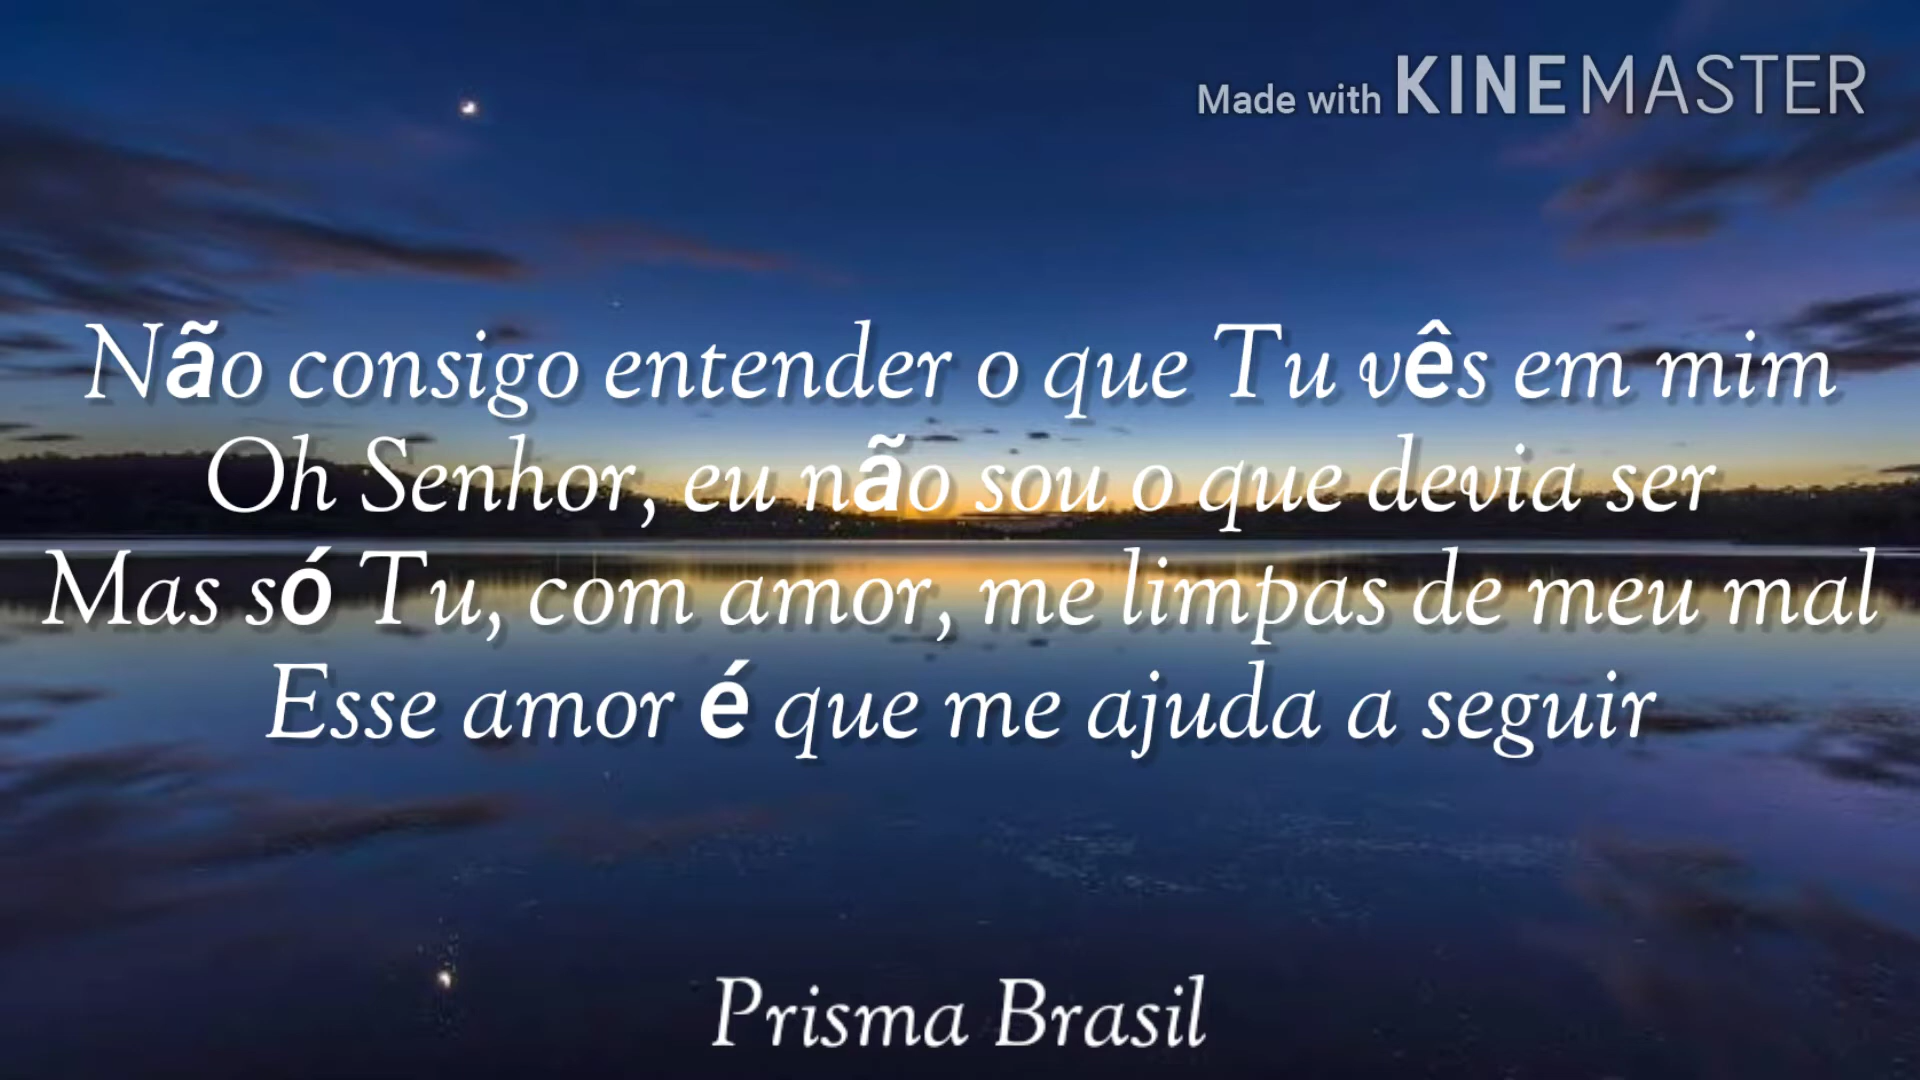 Made with KINEMASTER
Não consigo entender o que Tu vês em mim
Oh Senhor, eu não sou o que devia ser
Mas só Tu, com amor, me limpas de meu mal
Esse amor é que me ajuda a seguir
Prisma Brasil